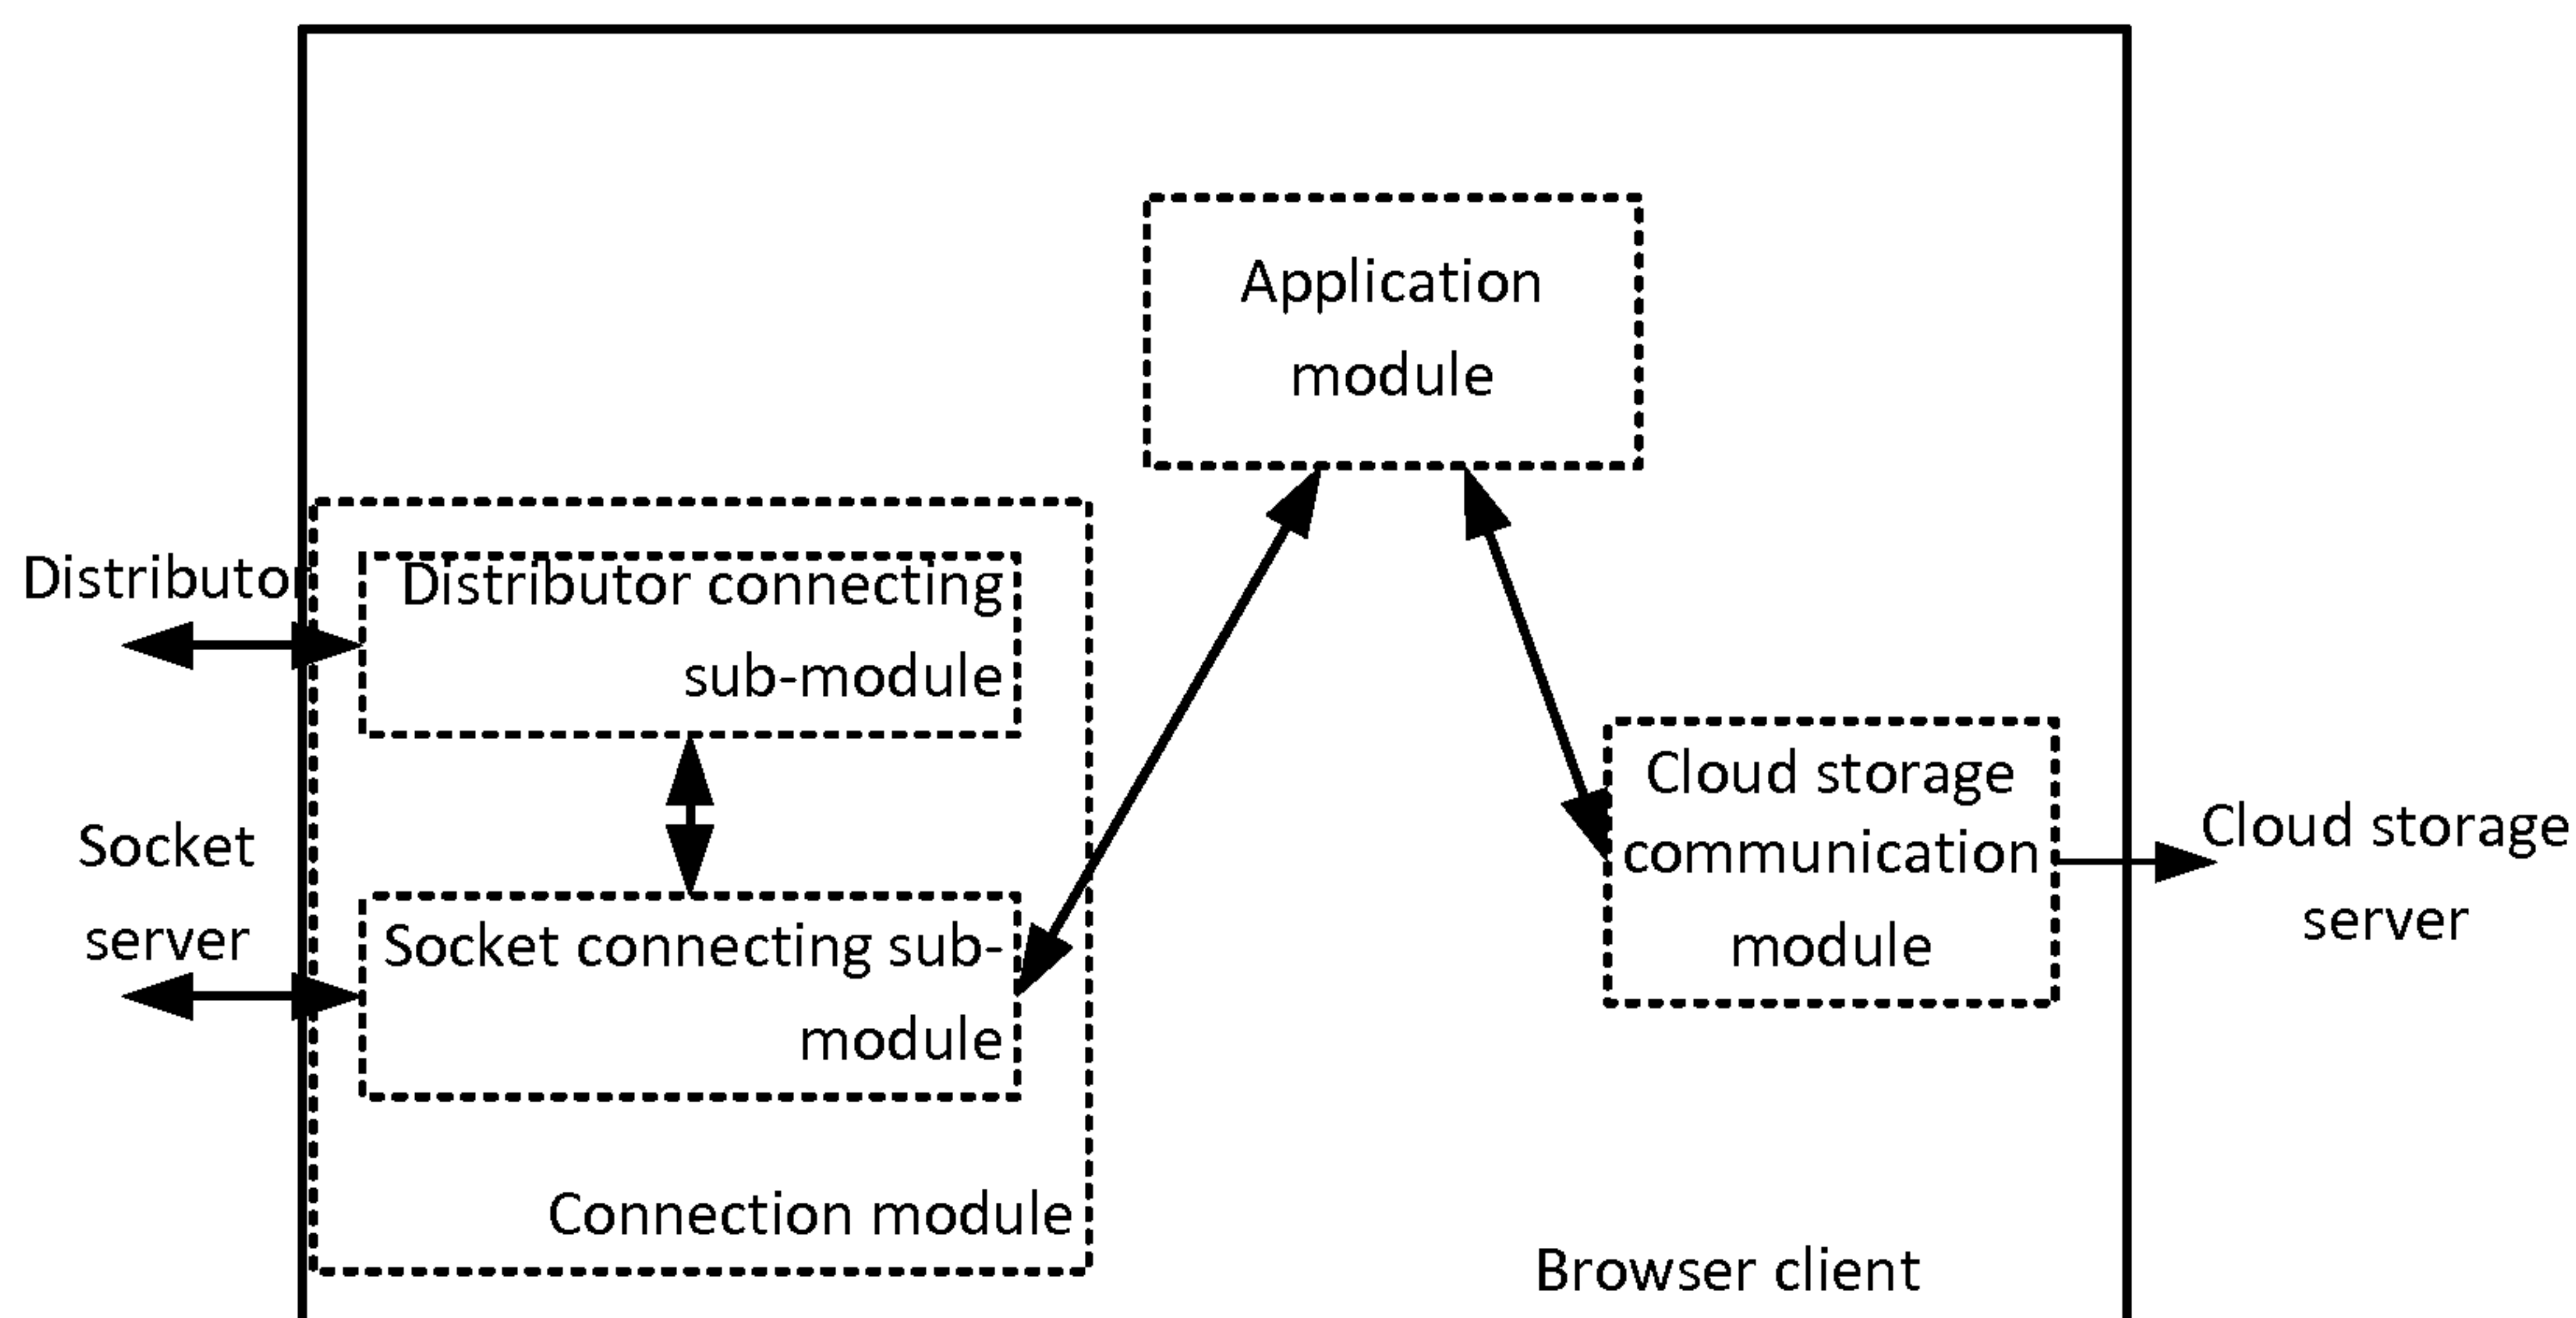 Application
module
Distributor
Distributor connecting
sub-module
Socket
server
Socket connecting sub-
module
Connection module
Cloud storage
communication
module
Cloud storage
server
Browser client